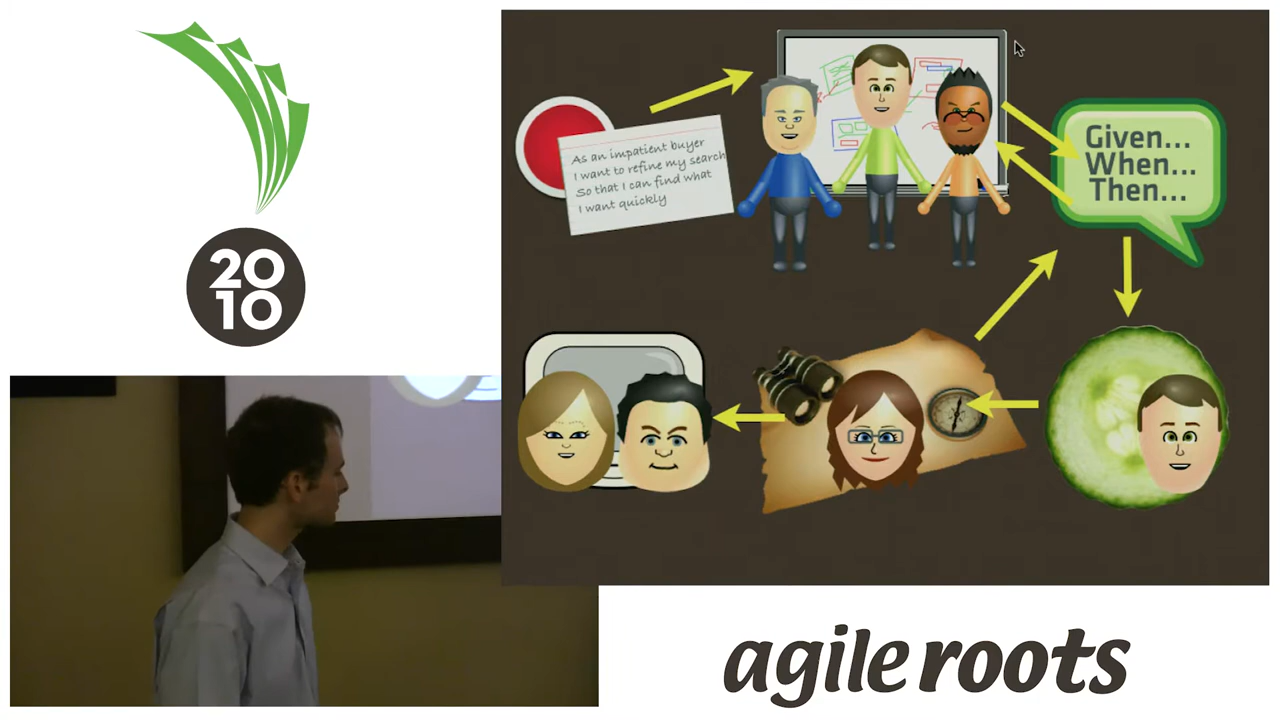 20
10
As an impatient buyer
I want to refine my search
So that I can find what
I want quickly
Given...
When...
Then...
agile roots